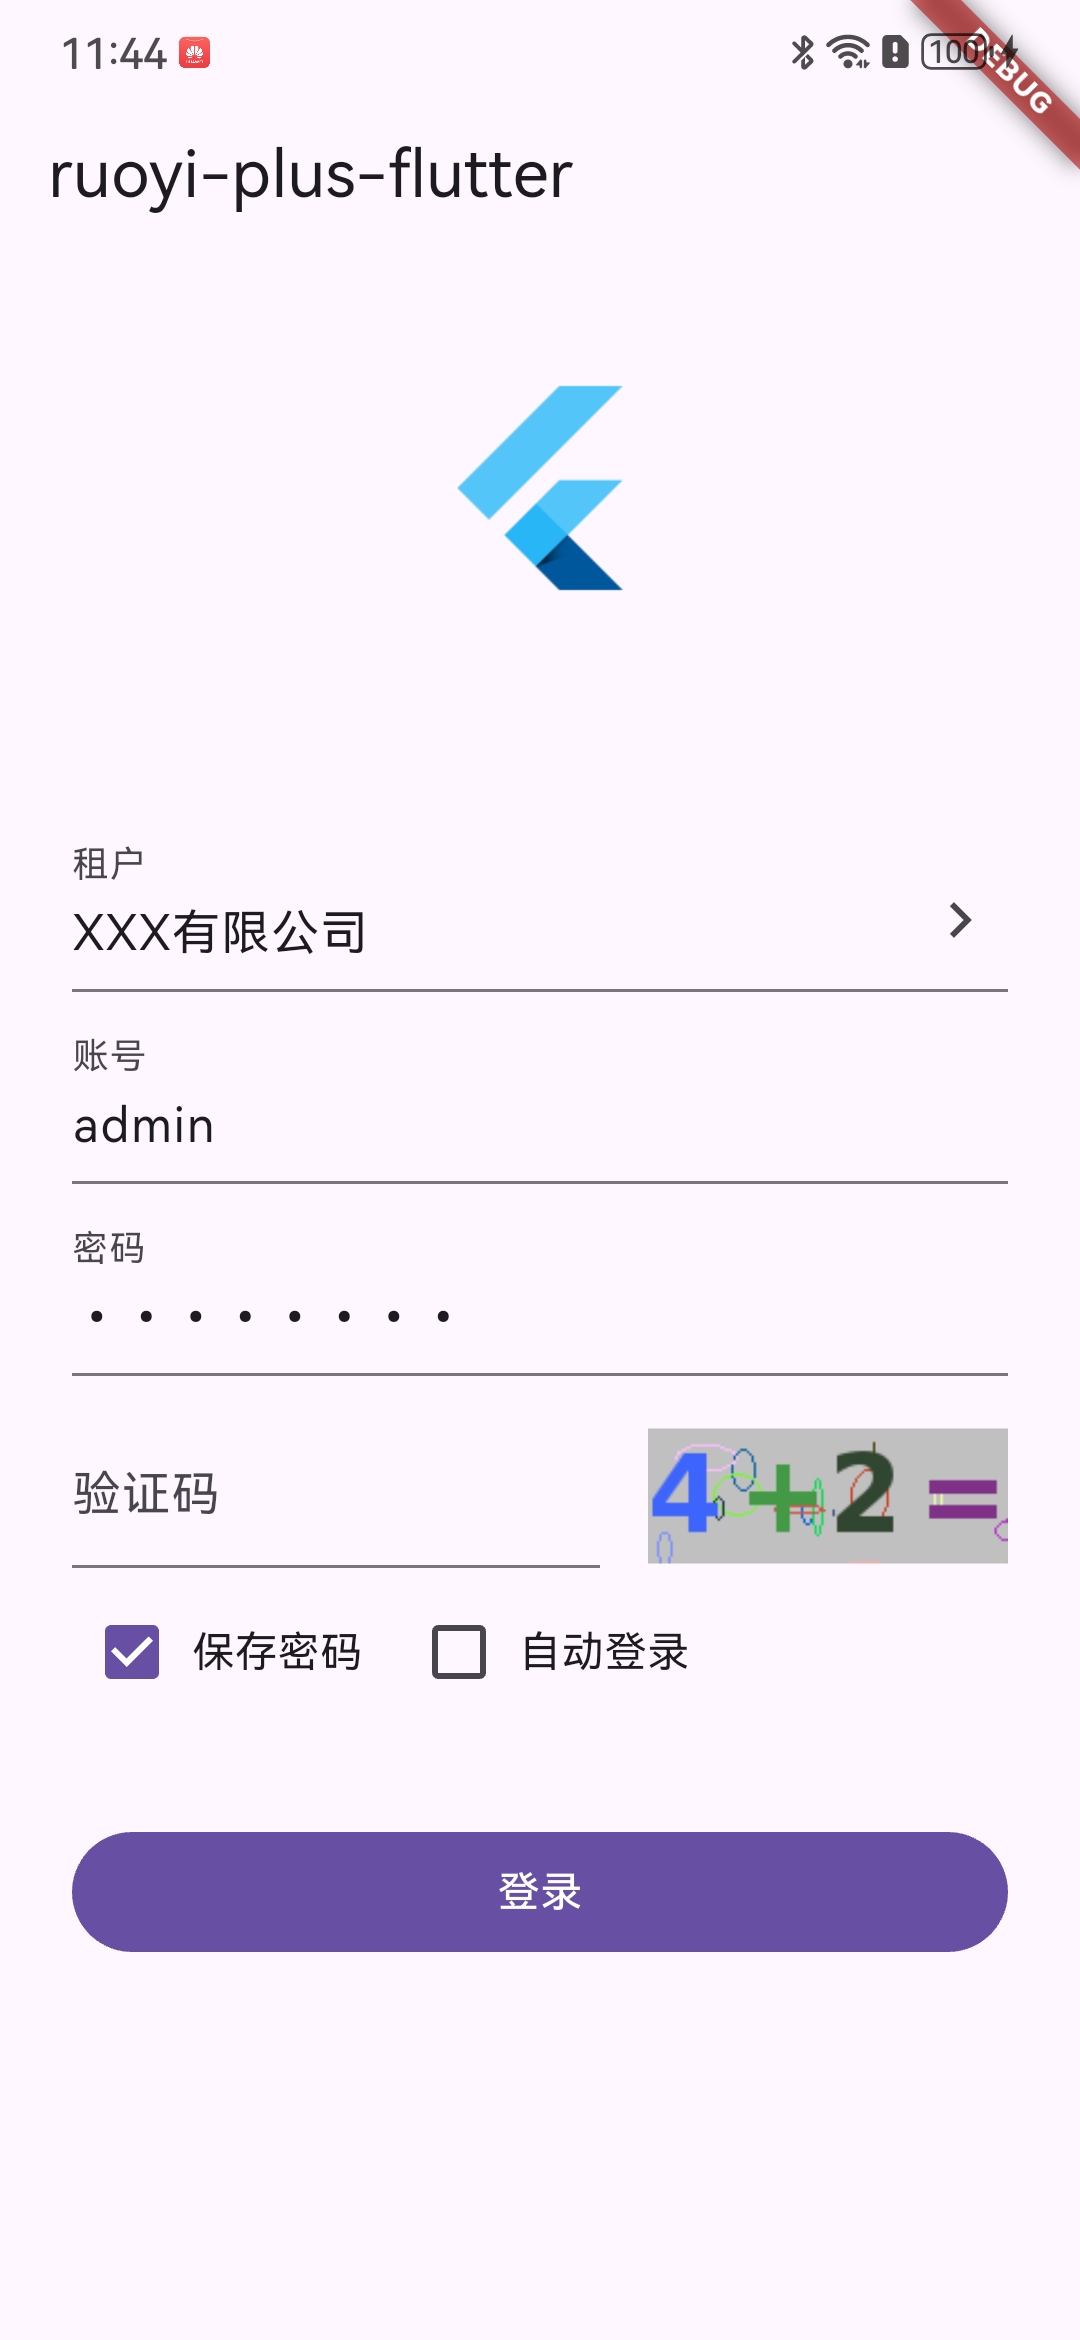 11:44
100
DEBUG
ruoyi-plus-flutter
租户
XXX有限公司
账号
admin
密码
••••••••
验证码
4+2=
保存密码 自动登录
登录